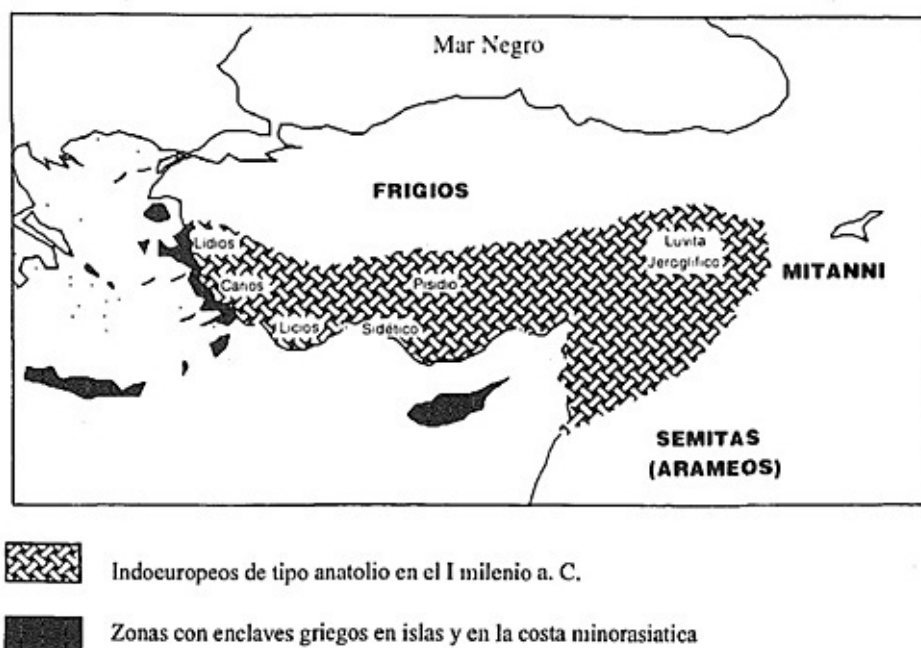 Mar Negro
FRIGIOS
Lidios
Luvita
Jeroglífico
MITANNI
Carios
Pisidio
Licios
Sidético
SEMITAS
(ARAMEOS)
Indoeuropeos de tipo anatolio en el I milenio a. C.
Zonas con enclaves griegos en islas y en la costa minorasiatica